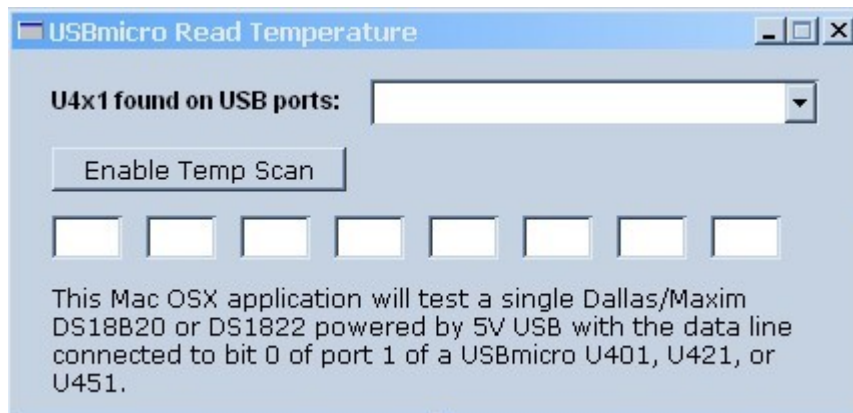 USBmicro Read Temperature
U4x1 found on USB ports:
Enable Temp Scan
This Mac OSX application will test a single Dallas/Maxim
DS18B20 or DS1822 powered by 5V USB with the data line
connected to bit 0 of port 1 of a USBmicro U401, U421, or
U451.